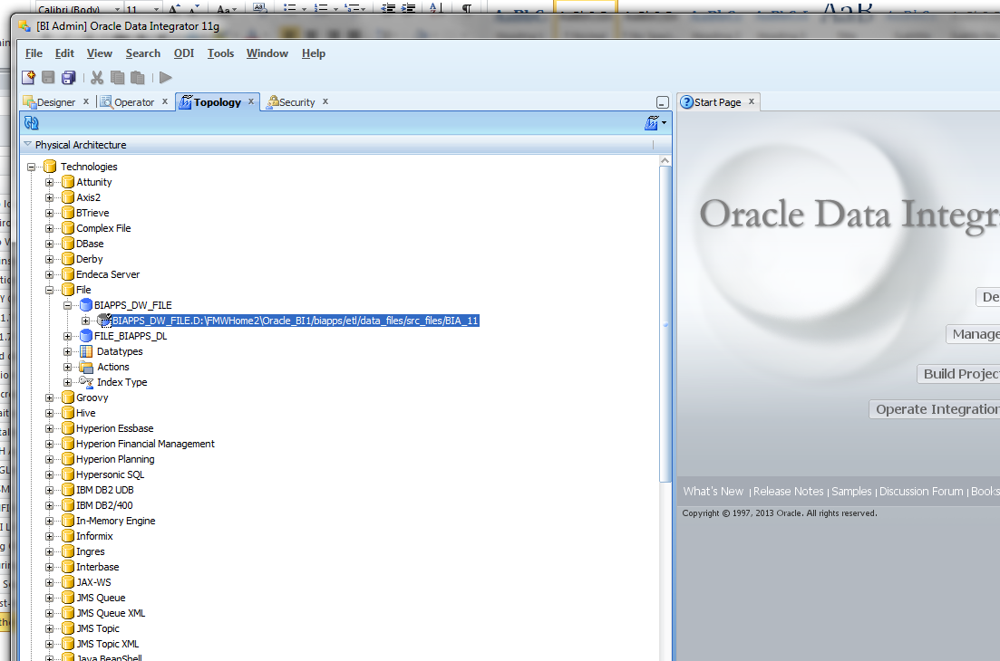 Calibri (Body) 11
[BI Admin] Oracle Data Integrator 11g
File Edit View Search ODI Tools Window Help
Designer x Operator x Topology x Security x
Start Page x
Physical Architecture
Technologies
Attunity
Axis2
BTrieve
Complex File
DBase
Derby
Endeca Server
File
BIAPPS_DW_FILE
BIAPPS_DW_FILE.D:\FMWHome2\Oracle_BI1/biapps/etl/data_files/src_files/BIA_11
FILE_BIAPPS_DL
Datatypes
Actions
Index Type
Groovy
Hive
Hyperion Essbase
Hyperion Financial Management
Hyperion Planning
Hypersonic SQL
IBM DB2 UDB
IBM DB2/400
In-Memory Engine
Informix
Ingres
Interbase
JAX-WS
JMS Queue
JMS Queue XML
JMS Topic
JMS Topic XML
Java BeanShell
Oracle Data Integr
De
Manage
Build Projec
Operate Integration
What's New | Release Notes | Samples | Discussion Forum | Books
Copyright © 1997, 2013 Oracle. All rights reserved.